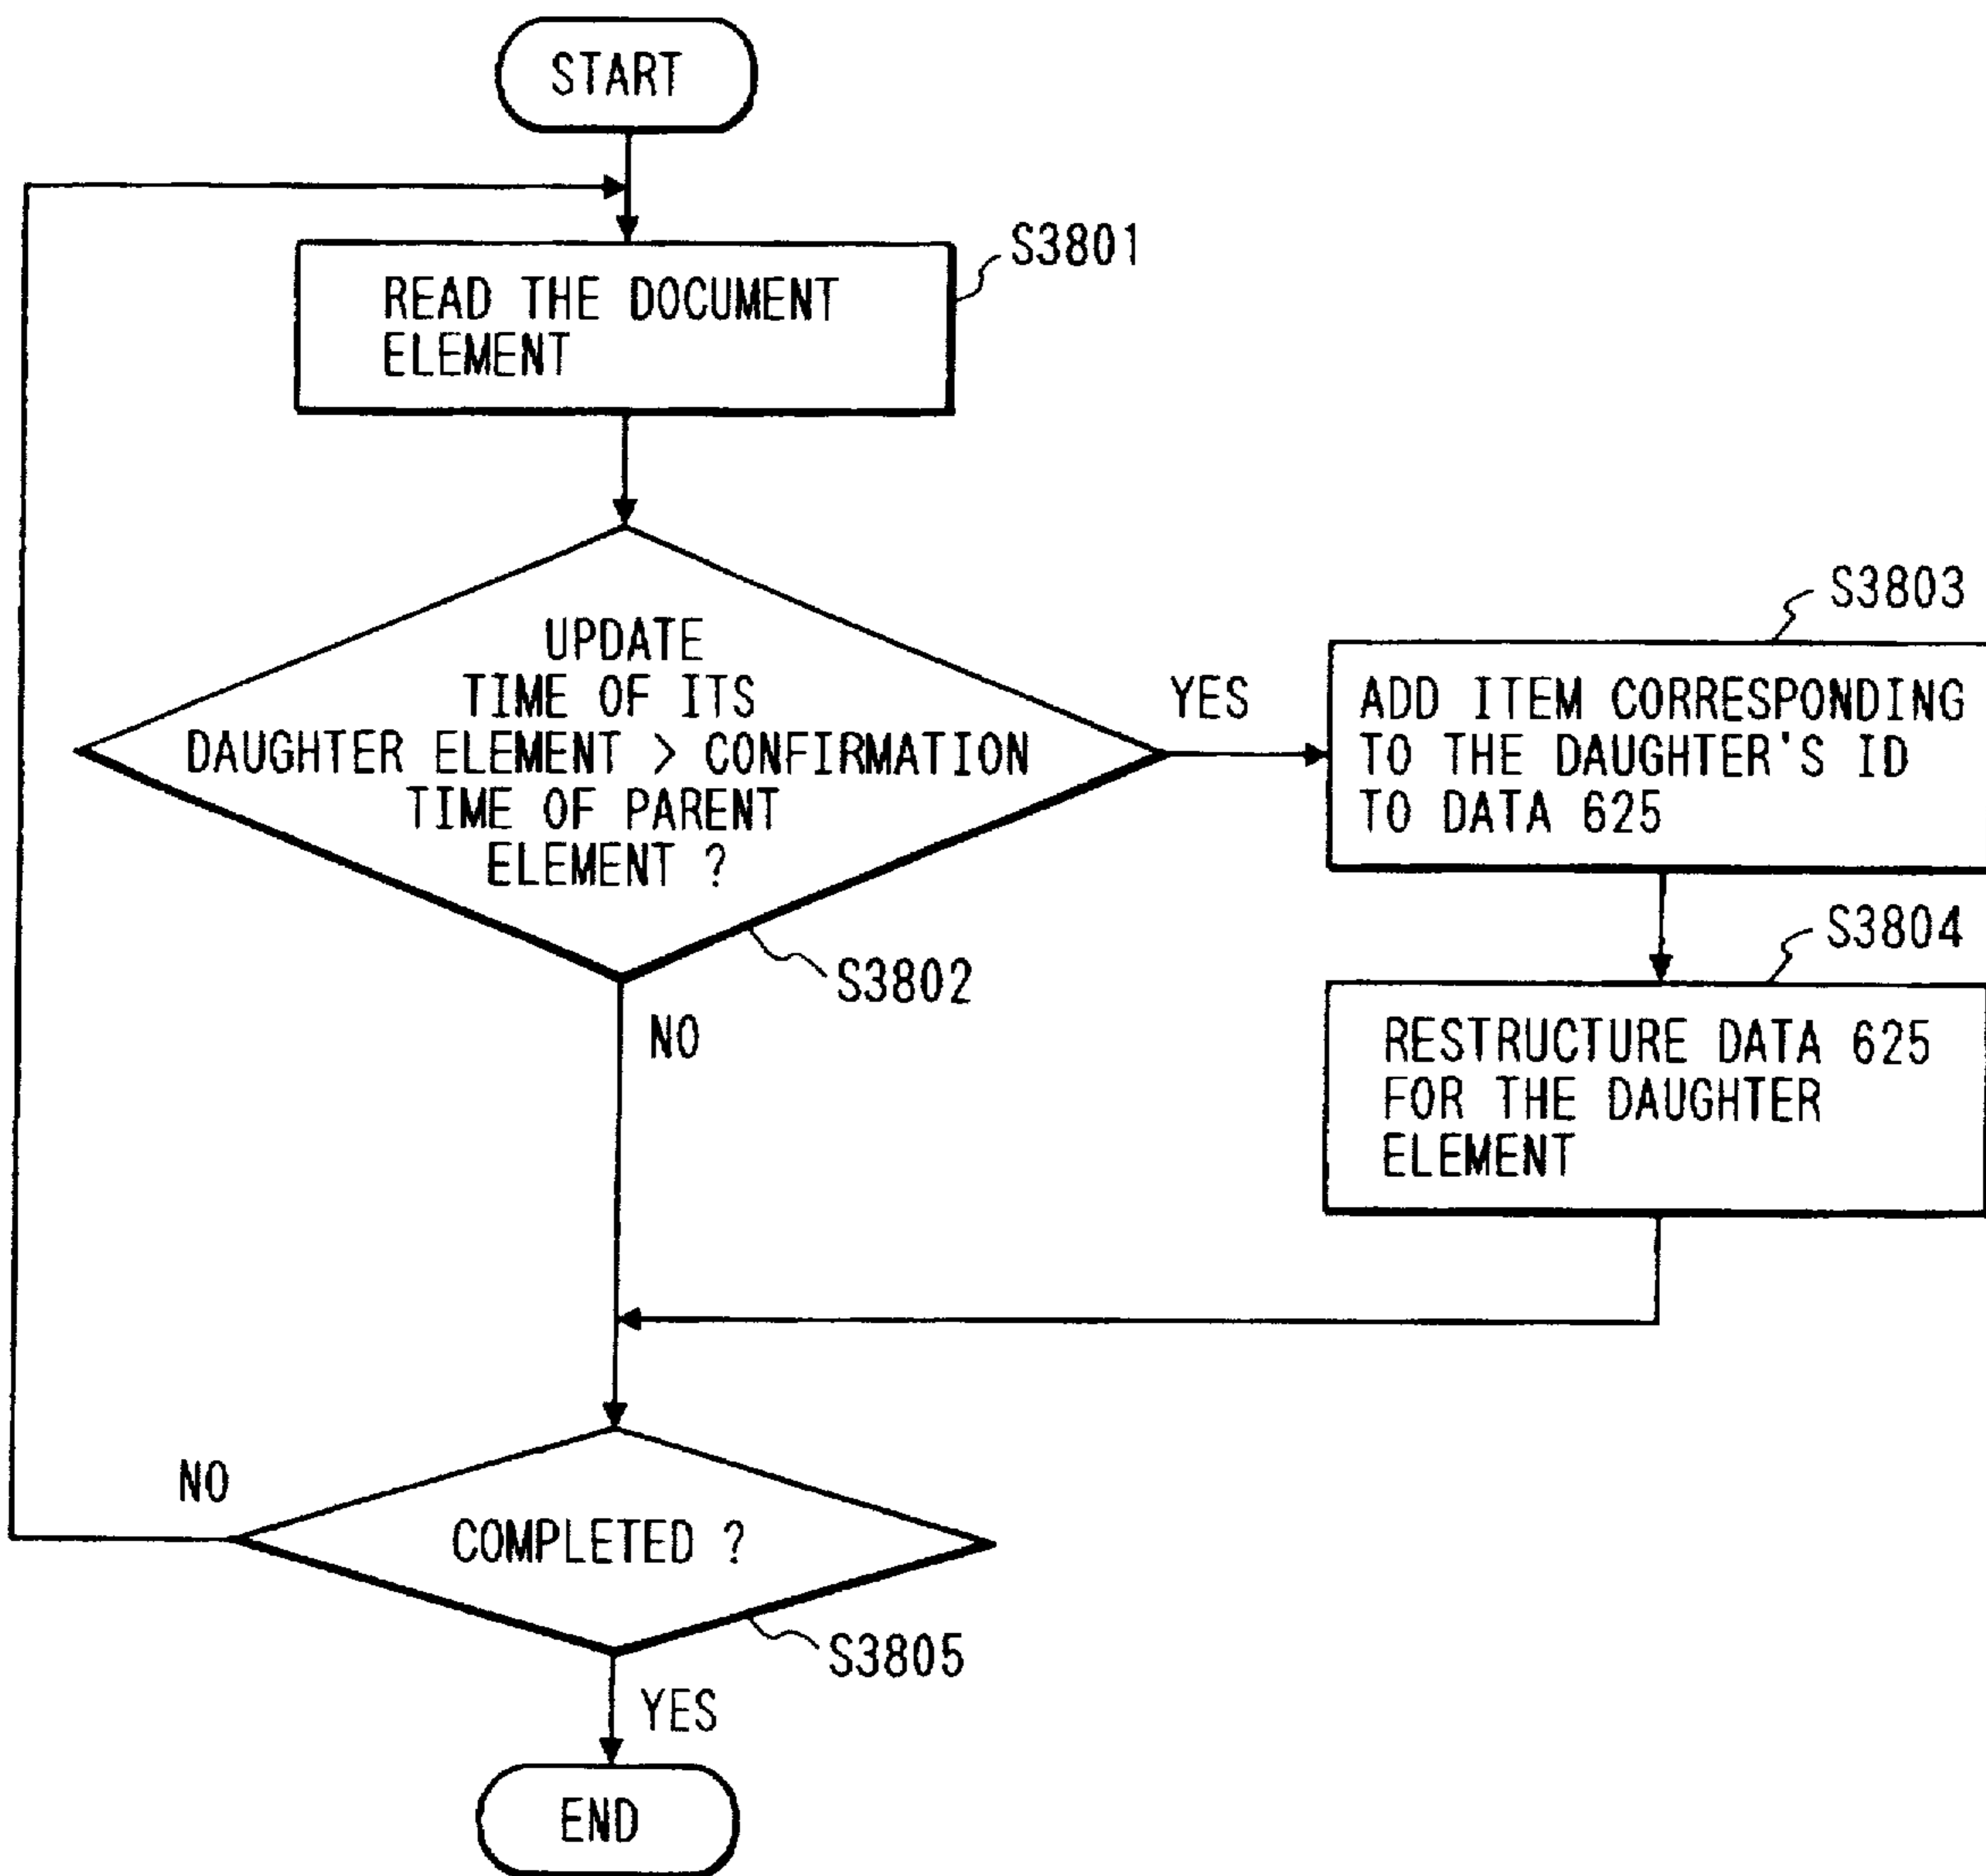 START
S3801
READ THE DOCUMENT
ELEMENT
UPDATE
TIME OF ITS
DAUGHTER ELEMENT > CONFIRMATION
TIME OF PARENT
ELEMENT ?
S3802
YES
S3803
ADD ITEM CORRESPONDING
TO THE DAUGHTER'S ID
TO DATA 625
S3804
RESTRUCTURE DATA 625
FOR THE DAUGHTER
ELEMENT
NO
NO
COMPLETED ?
S3805
YES
END